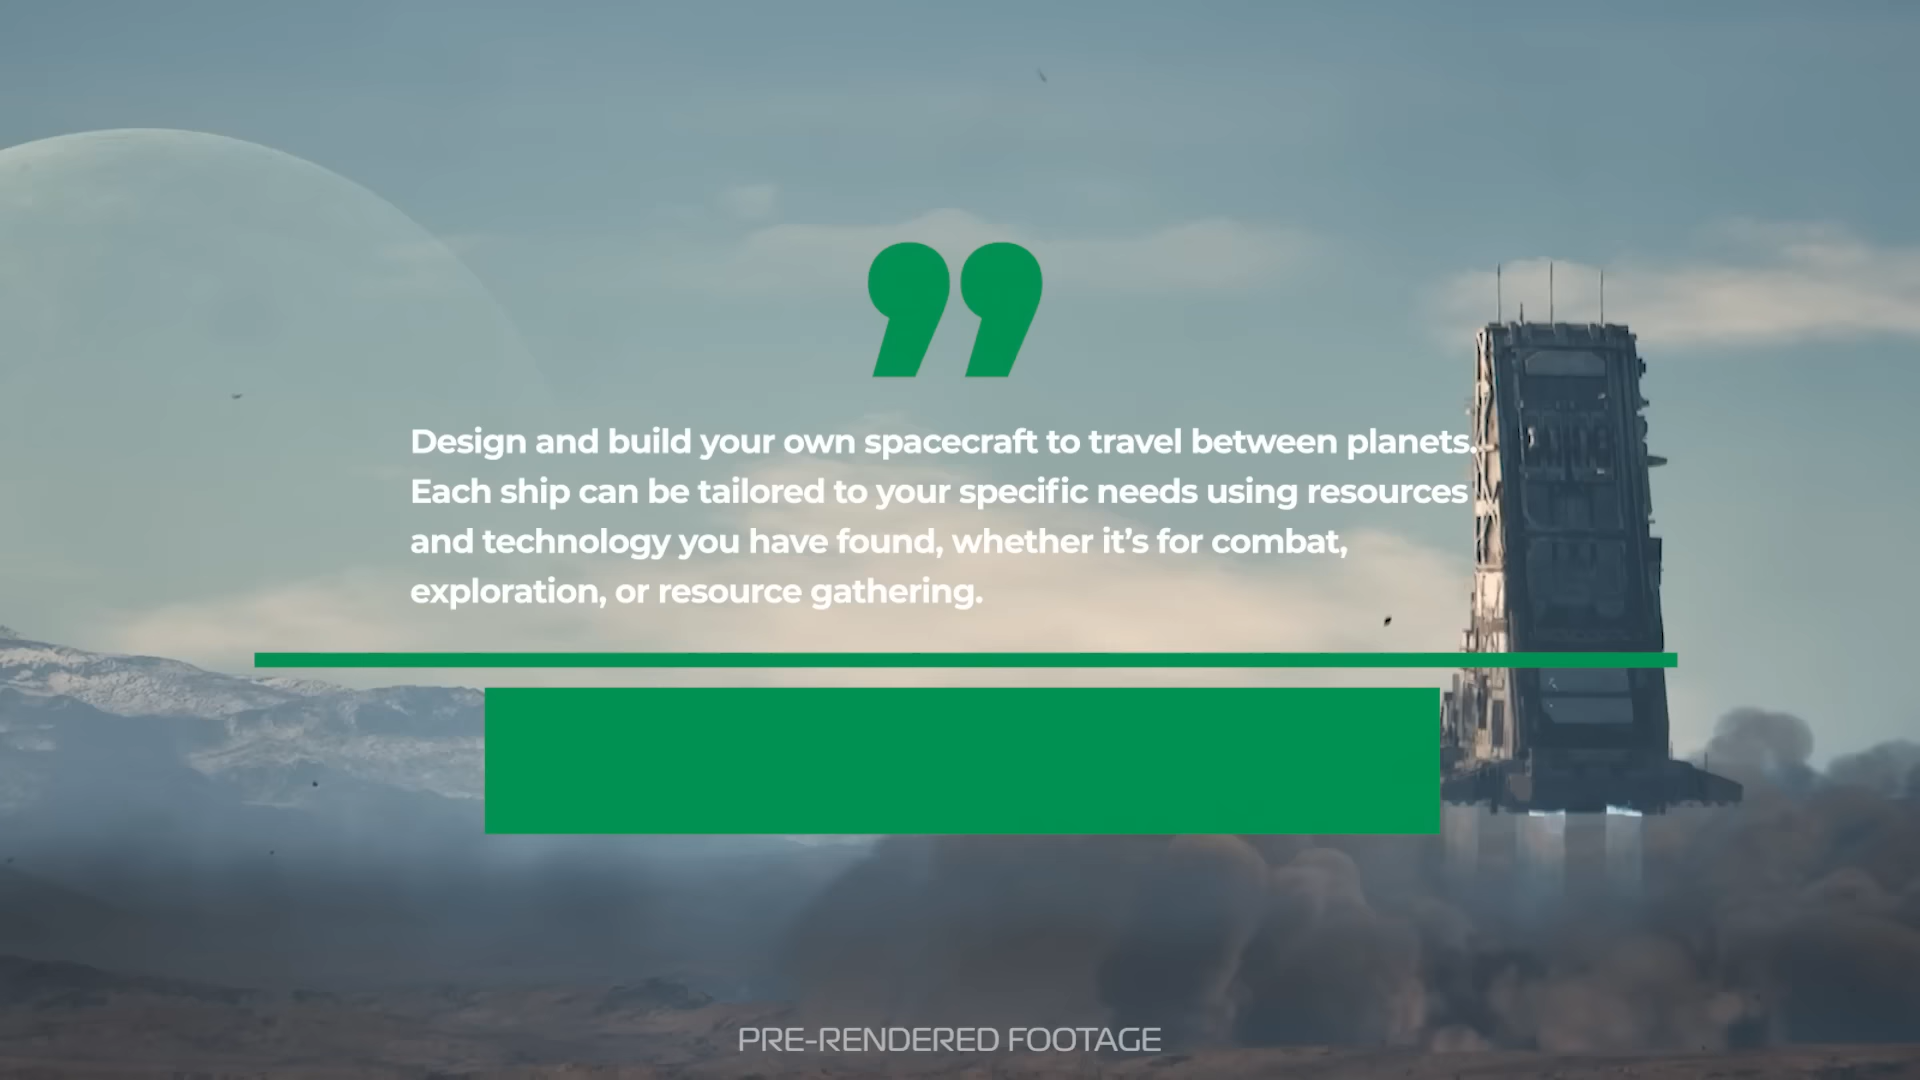 ”
Design and build your own spacecraft to travel between planets.
Each ship can be tailored to your specific needs using resources
and technology you have found, whether it’s for combat,
exploration, or resource gathering.
PRE-RENDERED FOOTAGE